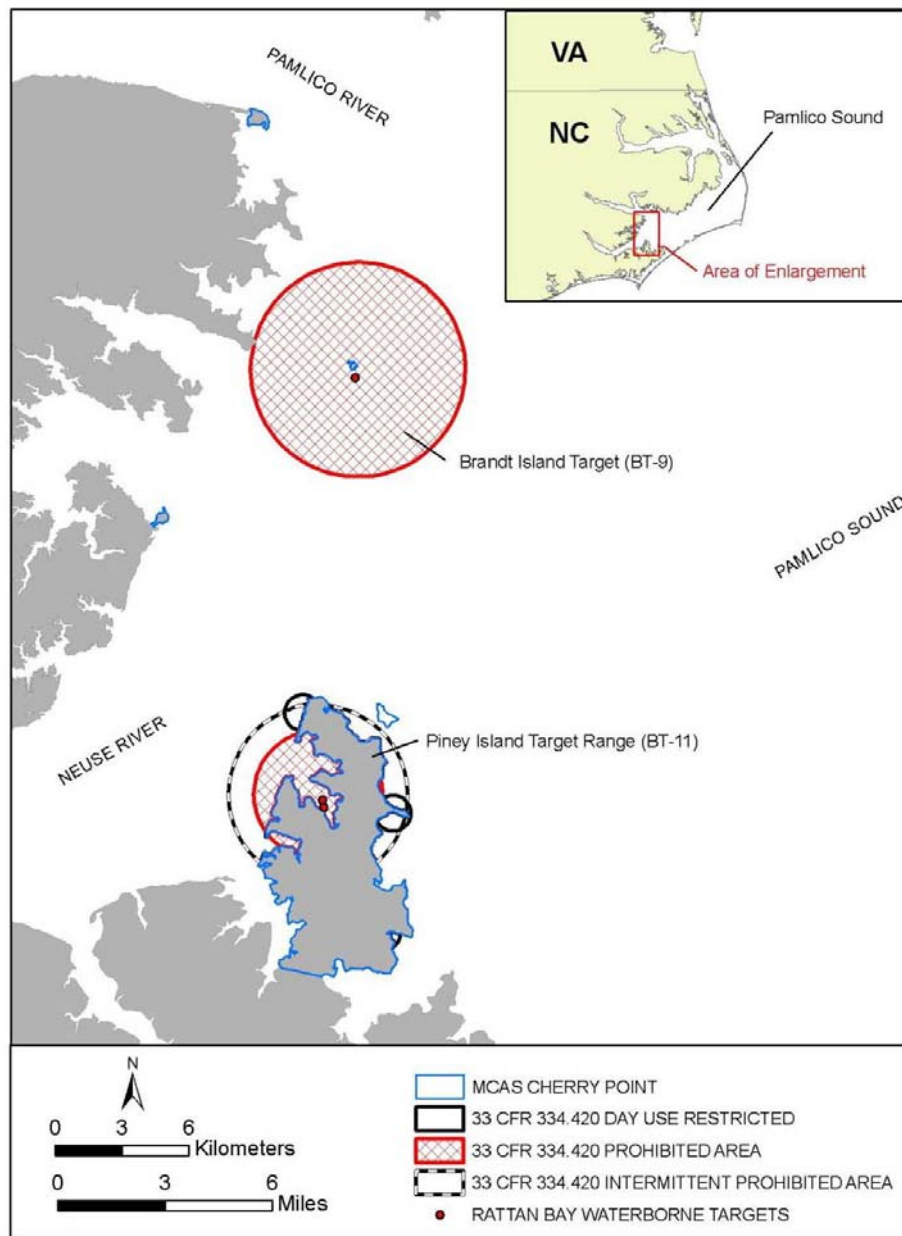 PAMLICO RIVER
VA
NC
Pamlico Sound
Area of Enlargement
Brandt Island Target (BT-9)
PAMLICO SOUND
NEUSE RIVER
Piney Island Target Range (BT-11)
N
0 3 6
Kilometers
0 3 6
Miles
MCAS CHERRY POINT
33 CFR 334.420 DAY USE RESTRICTED
33 CFR 334.420 PROHIBITED AREA
33 CFR 334.420 INTERMITTENT PROHIBITED AREA
RATTAN BAY WATERBORNE TARGETS